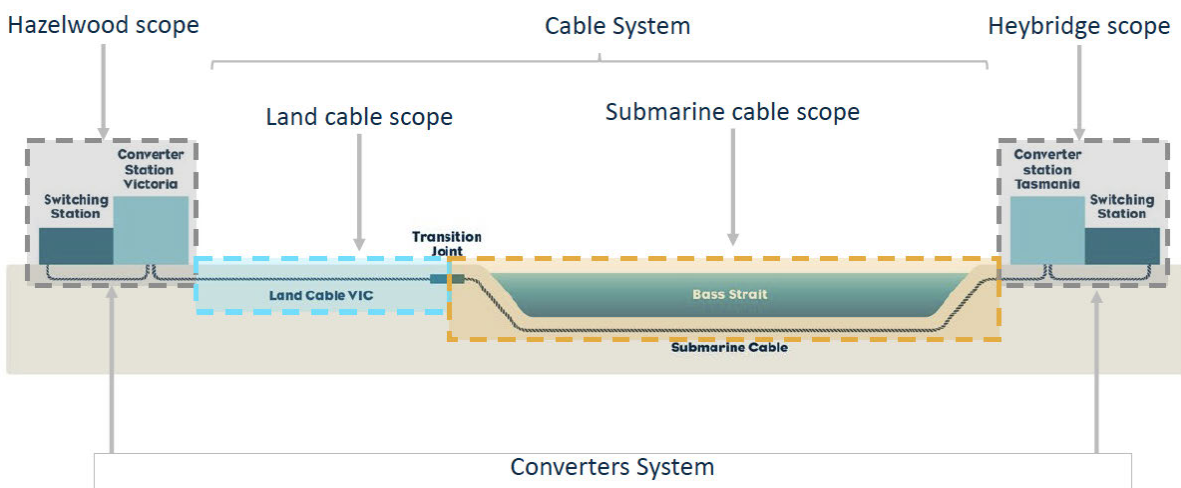 Hazelwood scope
Cable System
Heybridge scope
Land cable scope
Submarine cable scope
Converter
Station
Victoria
Switching
Station
Converter
station
Tasmania
Switching
Station
Transition
Joint
Land Cable VIC
Bass Strait
Submarine Cable
Converters System